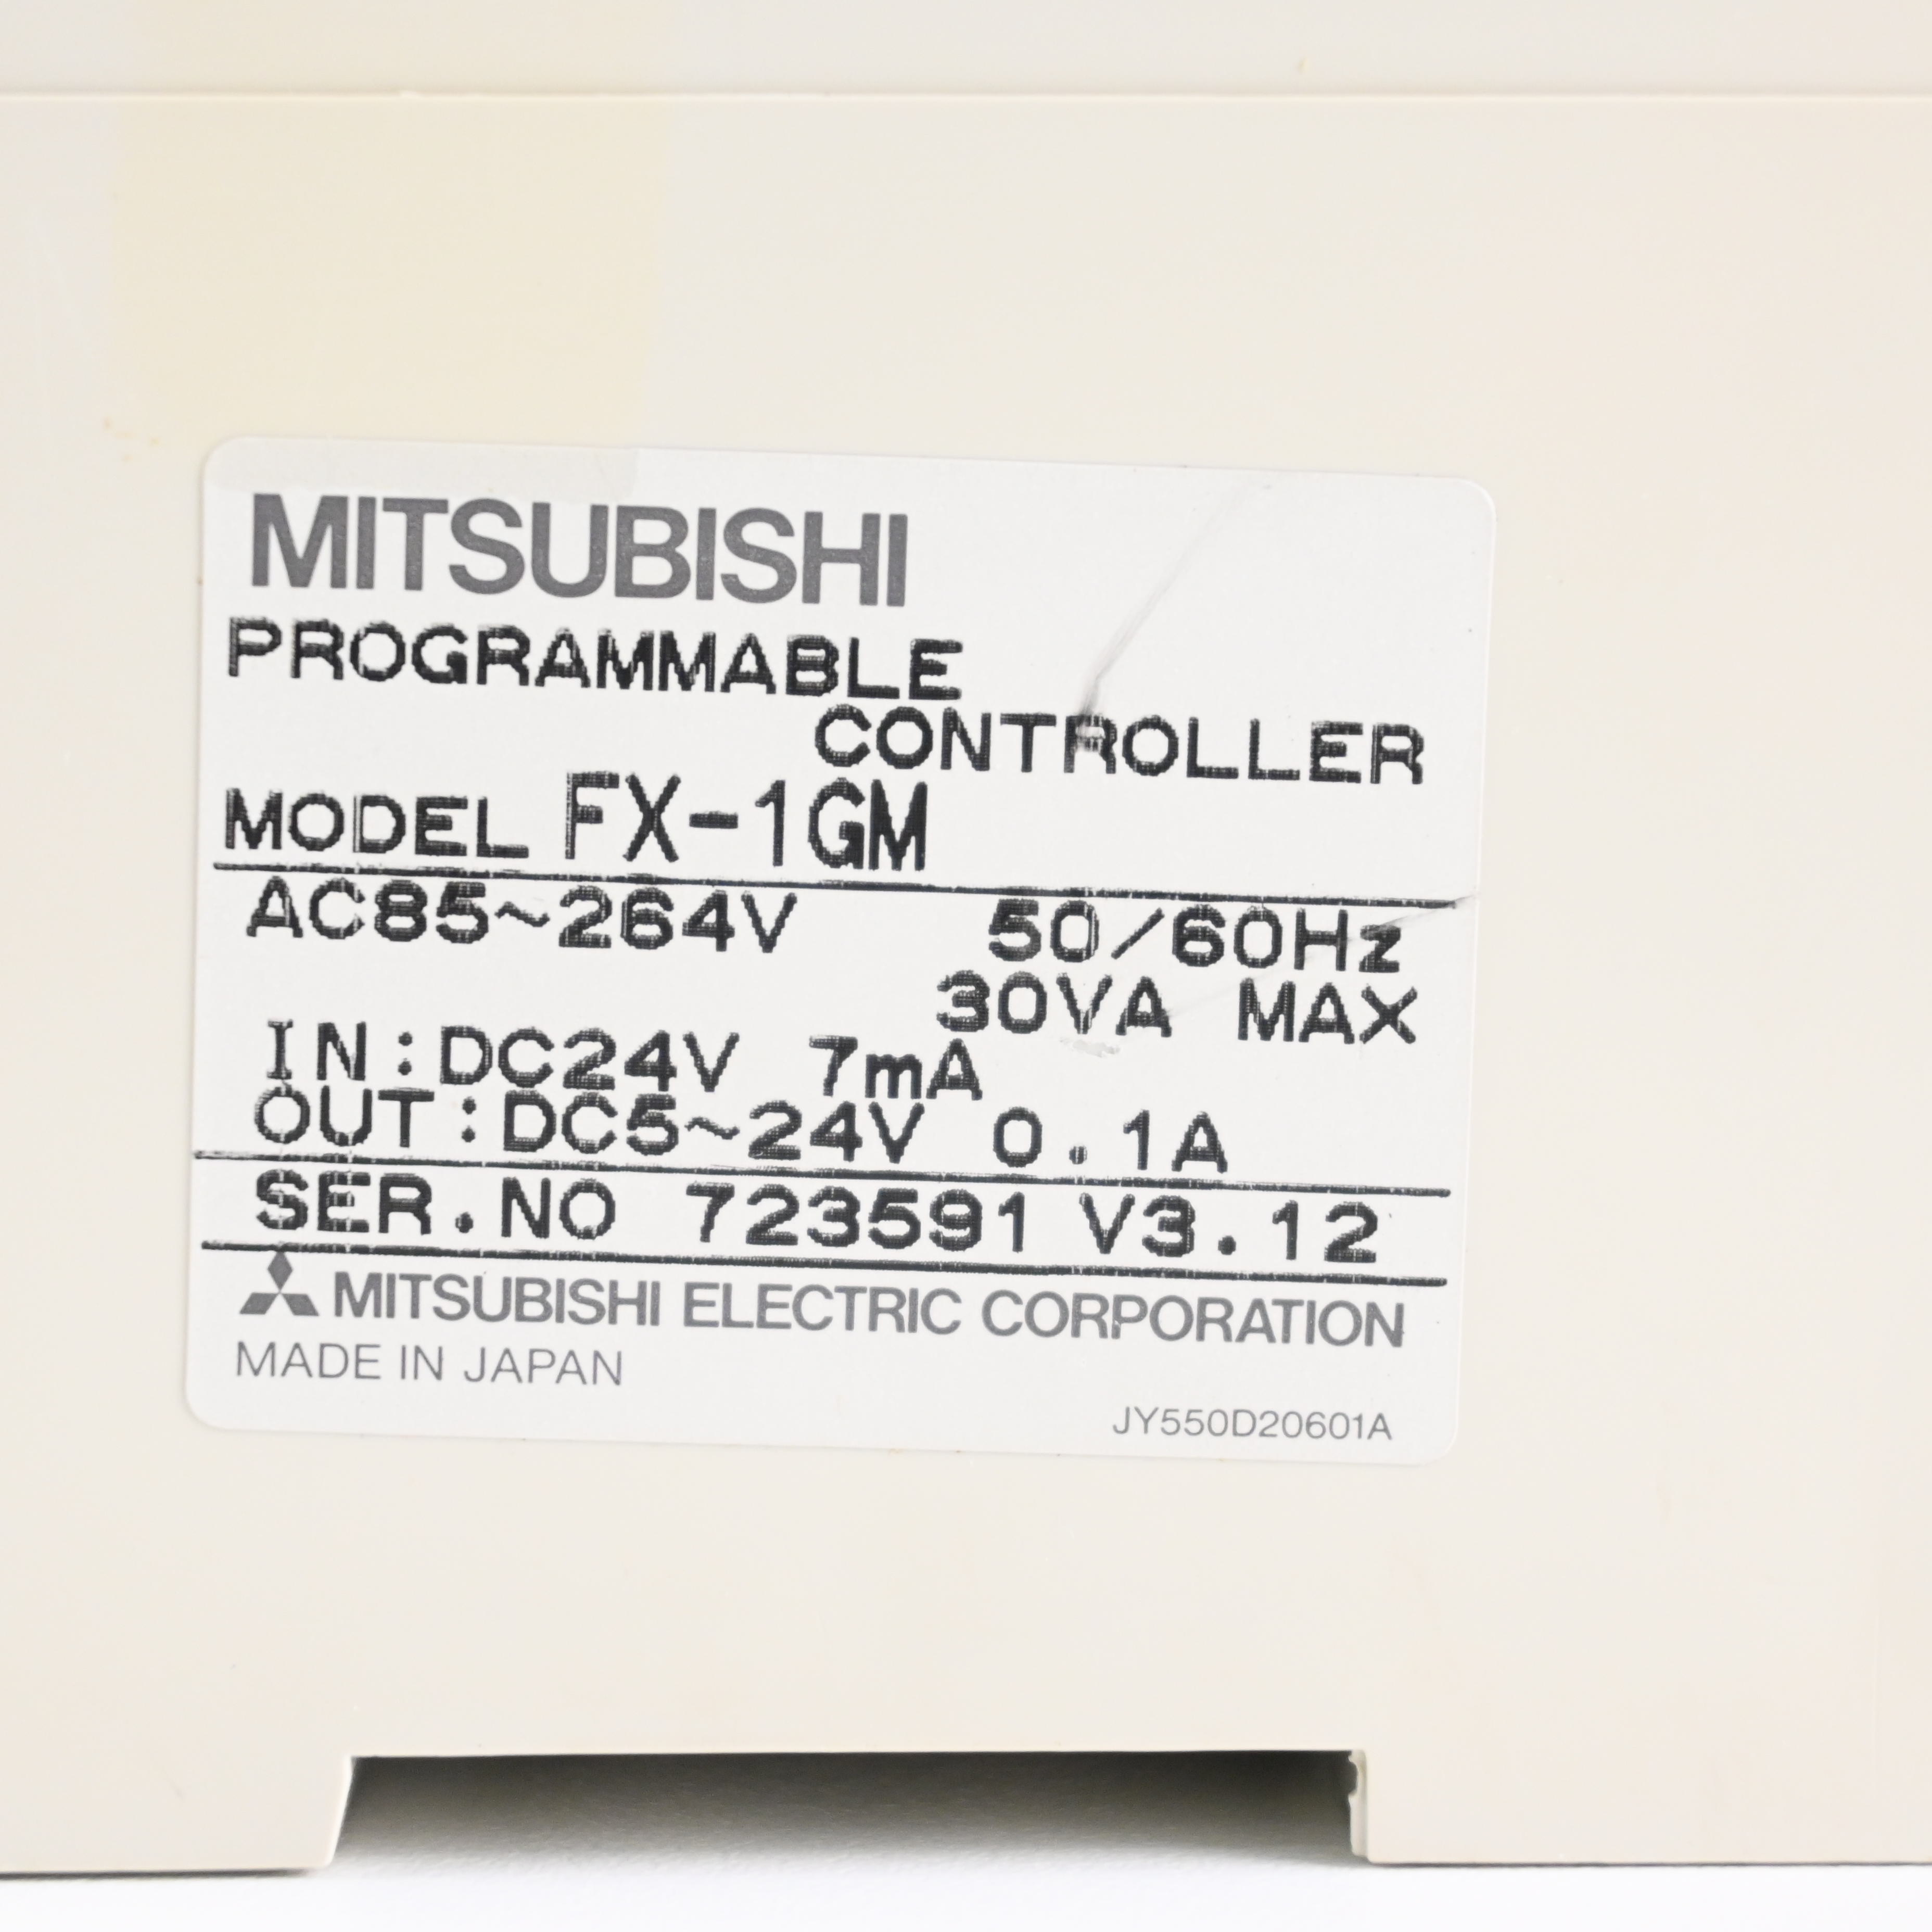 MITSUBISHI
PROGRAMMABLE
CONTROLLER
MODEL FX-1GM
AC85~264V 50/60Hz
30VA MAX
IN:DC24V 7mA
OUT:DC5~24V 0.1A
SER.NO 723591 V3.12
MITSUBISHI ELECTRIC CORPORATION
MADE IN JAPAN
JY550D20601A